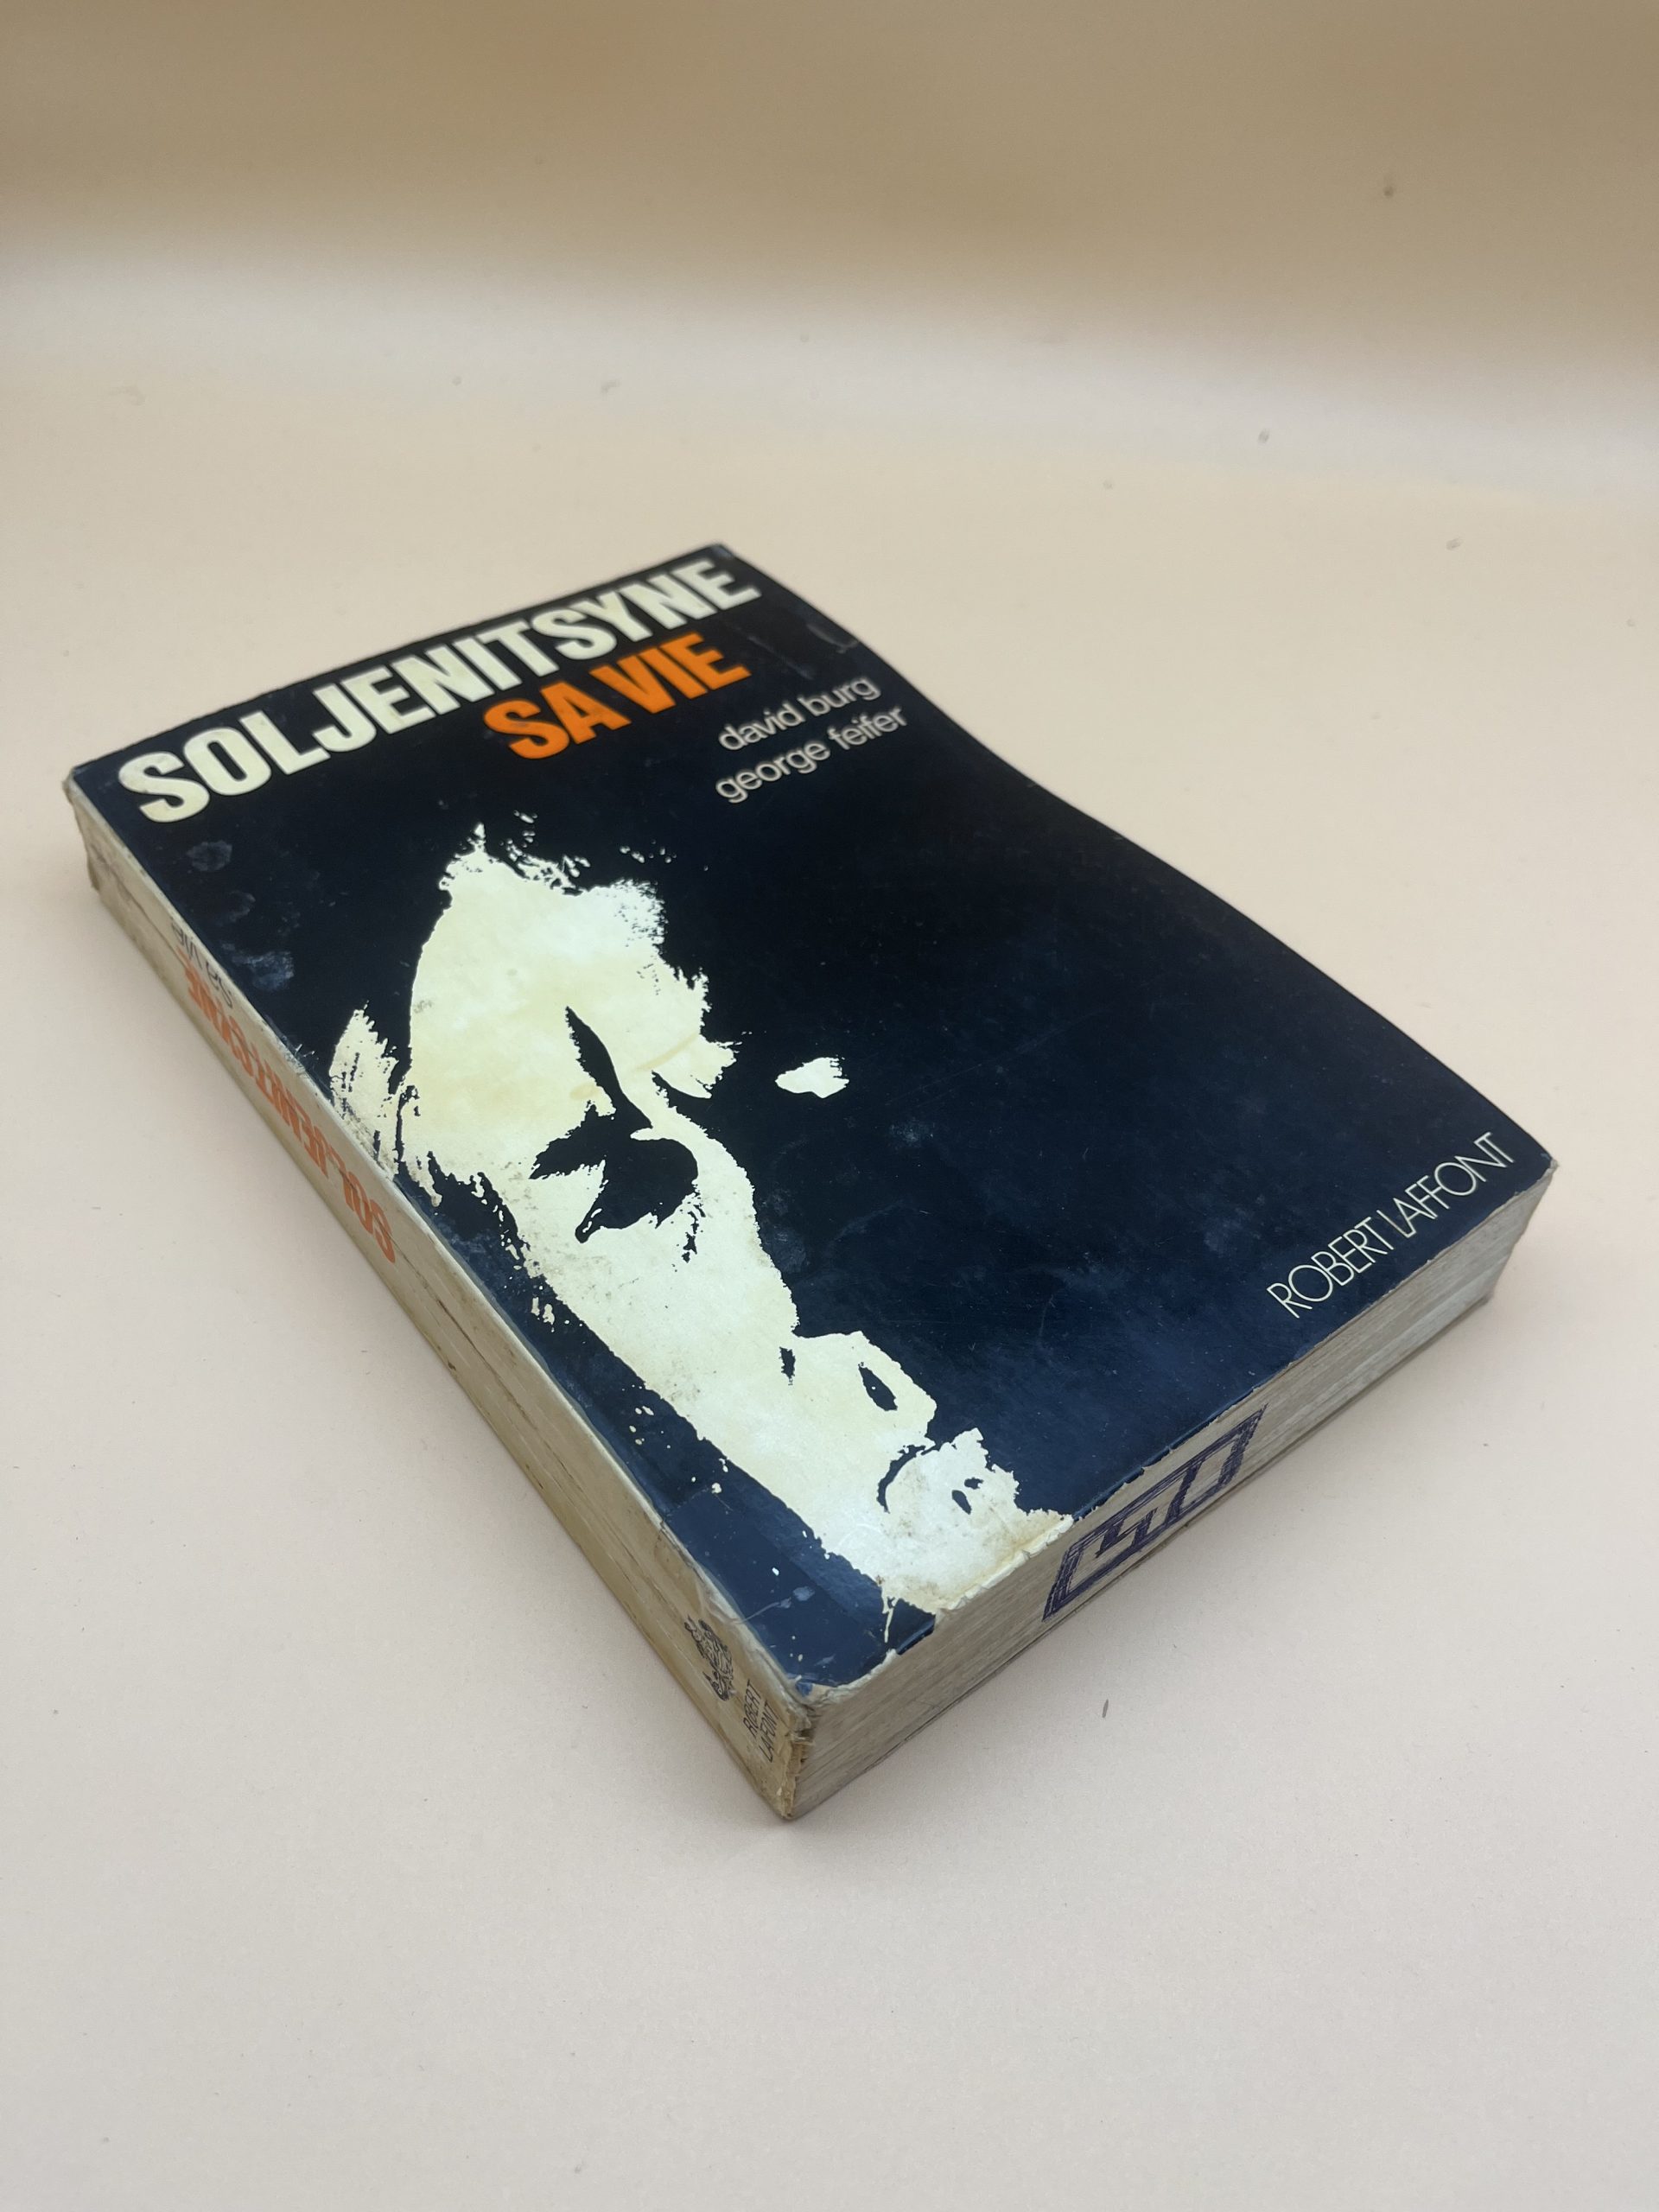 SOLJENITSYNE
SA VIE
david burg
george feifer
ROBERT LAFFONT
SOLJENITSYNE
sa vie
ROBERT
LAFFONT